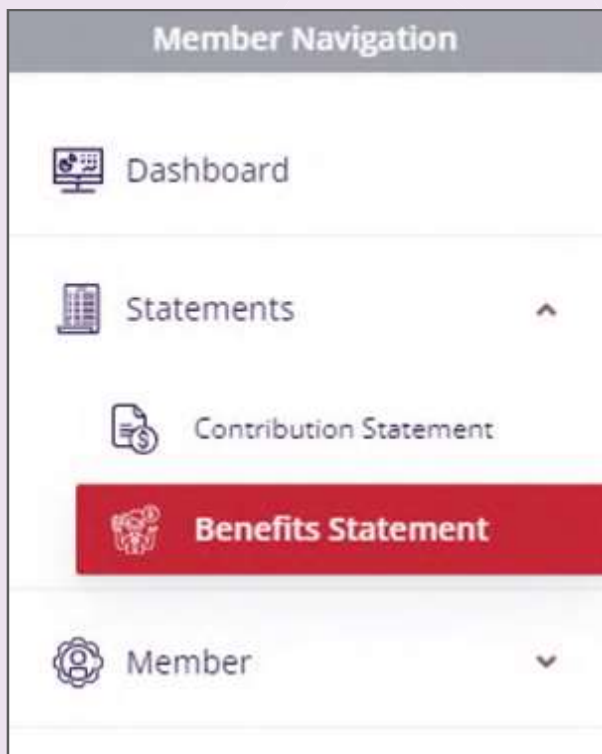 Member Navigation
Dashboard
Statements
Contribution Statement
Benefits Statement
Member